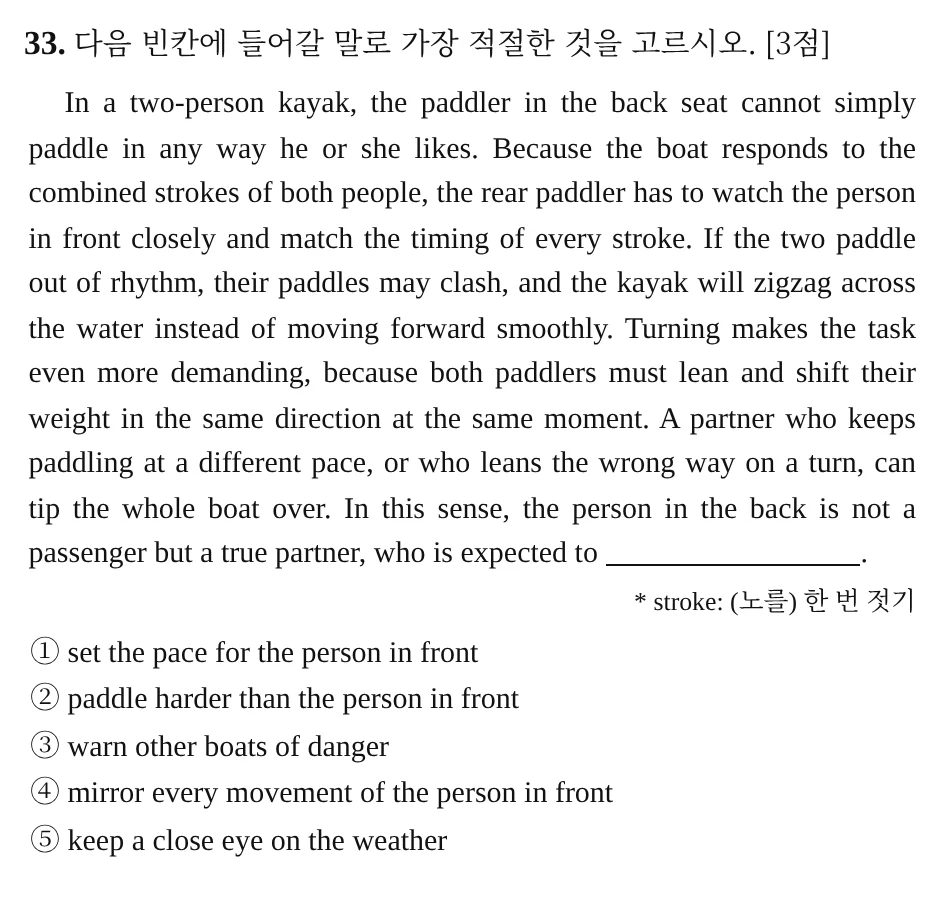 33. 다음 빈칸에 들어갈 말로 가장 적절한 것을 고르시오. [3점]
In a two-person kayak, the paddler in the back seat cannot simply
paddle in any way he or she likes. Because the boat responds to the
combined strokes of both people, the rear paddler has to watch the person
in front closely and match the timing of every stroke. If the two paddle
out of rhythm, their paddles may clash, and the kayak will zigzag across
the water instead of moving forward smoothly. Turning makes the task
even more demanding, because both paddlers must lean and shift their
weight in the same direction at the same moment. A partner who keeps
paddling at a different pace, or who leans the wrong way on a turn, can
tip the whole boat over. In this sense, the person in the back is not a
passenger but a true partner, who is expected to ____________________.
* stroke: (노를) 한 번 젓기
① set the pace for the person in front
② paddle harder than the person in front
③ warn other boats of danger
④ mirror every movement of the person in front
⑤ keep a close eye on the weather